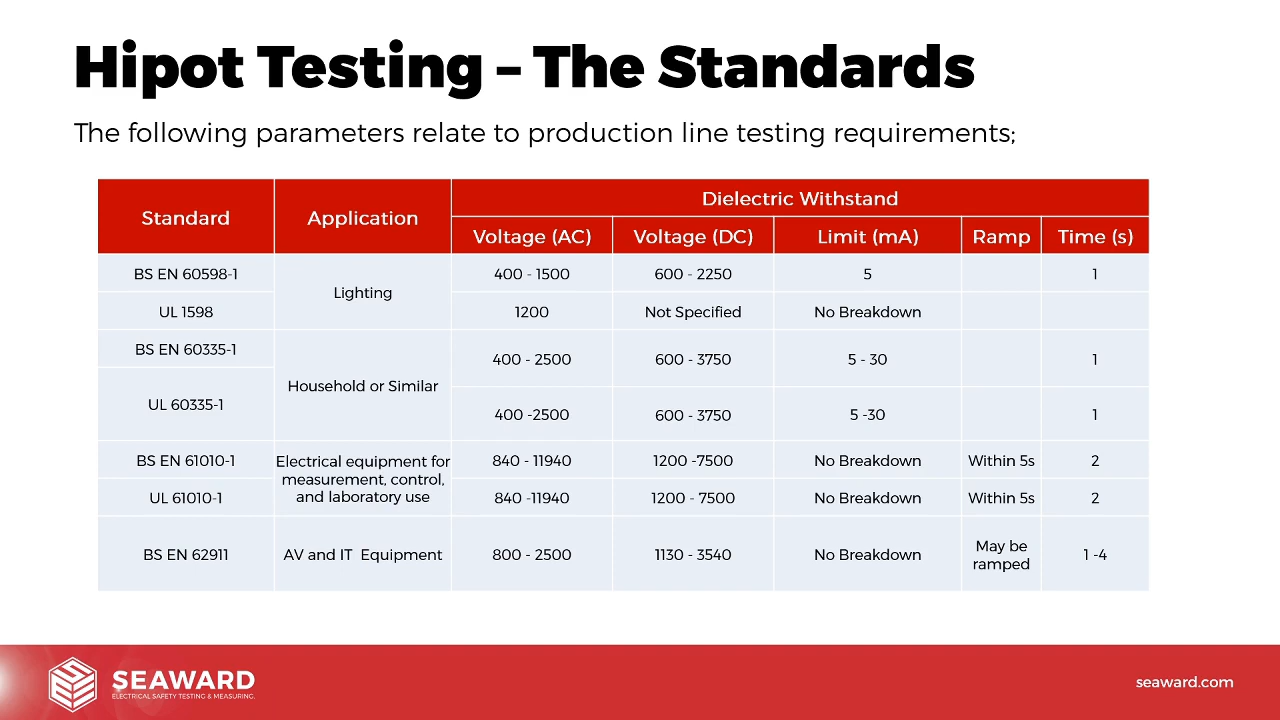 Hipot Testing – The Standards
The following parameters relate to production line testing requirements;
Standard
Application
Dielectric Withstand
Voltage (AC)
Voltage (DC)
Limit (mA)
Ramp
Time (s)
BS EN 60598-1
Lighting
400 - 1500
600 - 2250
5
1
UL 1598
1200
Not Specified
No Breakdown
BS EN 60335-1
Household or Similar
400 - 2500
600 - 3750
5 - 30
1
UL 60335-1
400 -2500
600 - 3750
5 -30
1
BS EN 61010-1
Electrical equipment for
measurement, control,
and laboratory use
840 - 11940
1200 -7500
No Breakdown
Within 5s
2
UL 61010-1
840 -11940
1200 - 7500
No Breakdown
Within 5s
2
BS EN 62911
AV and IT  Equipment
800 - 2500
1130 - 3540
No Breakdown
May be
ramped
1 -4
SEAWARD
ELECTRICAL SAFETY TESTING & MEASURING.
seaward.com